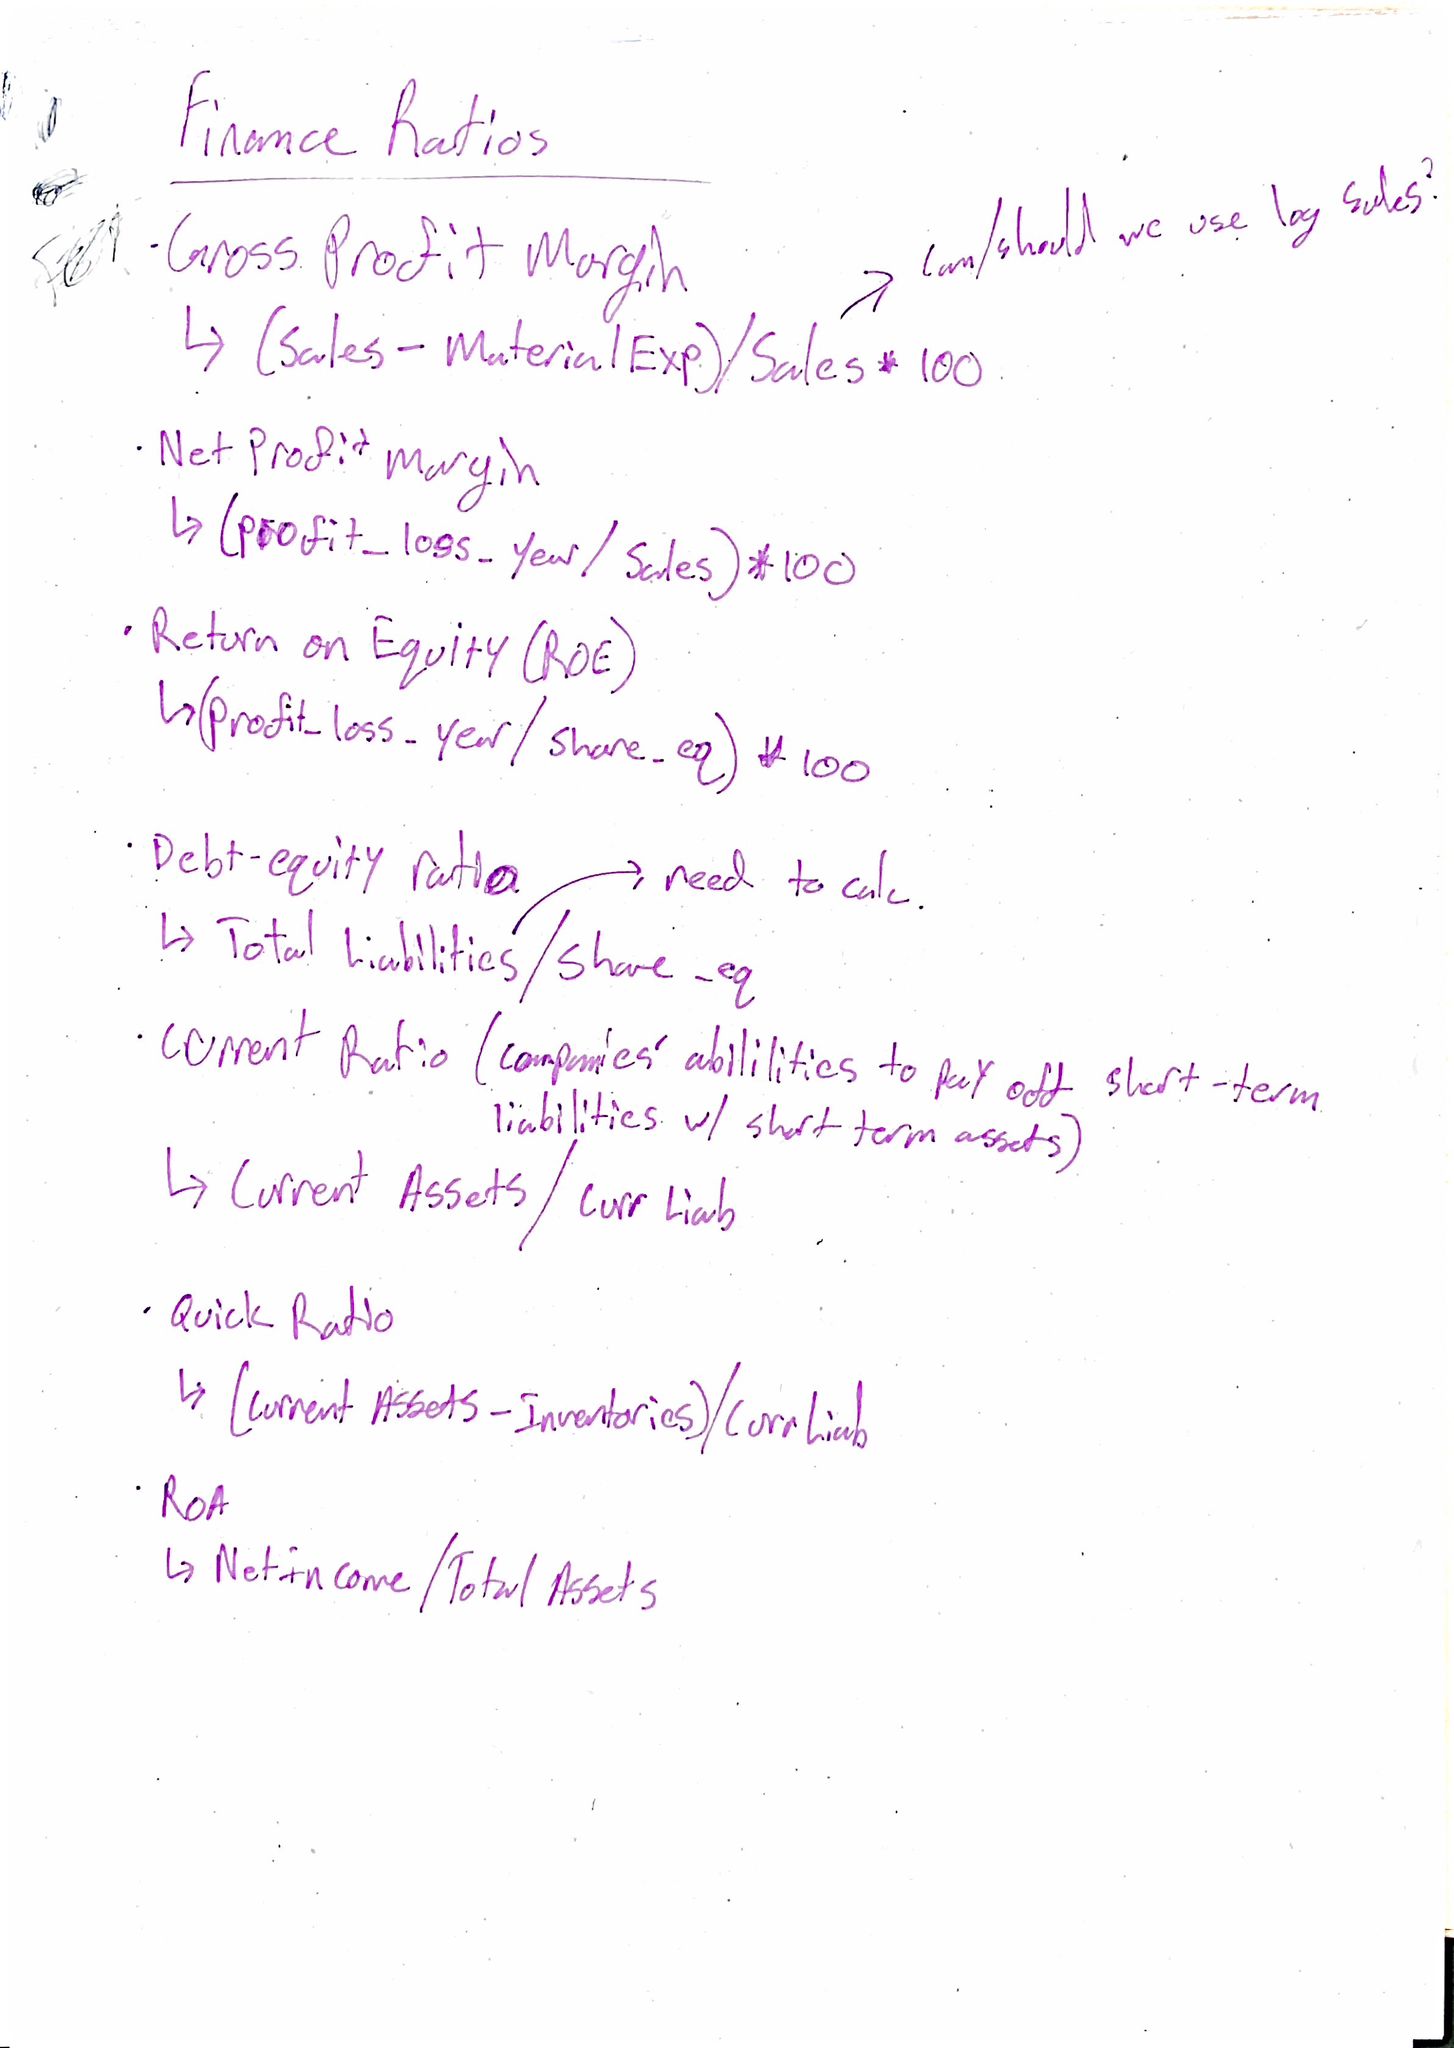 Finance Ratios
can/should we use log sales?
· Gross Profit Margin
↳ (Sales - MaterialExp)/Sales * 100
· Net Profit margin
↳ (profit_loss_year/Sales) * 100
· Return on Equity (ROE)
↳ (profit_loss_year/share_eq) * 100
· Debt-equity ratio
→ need to calc.
↳ Total Liabilities/share_eq
· Current Ratio (companies' abililities to pay off short-term
liabilities w/ short term assets)
↳ Current Assets/Curr Liab
· Quick Ratio
↳ (Current Assets - Inventories)/Curr Liab
· ROA
↳ Net income/Total Assets